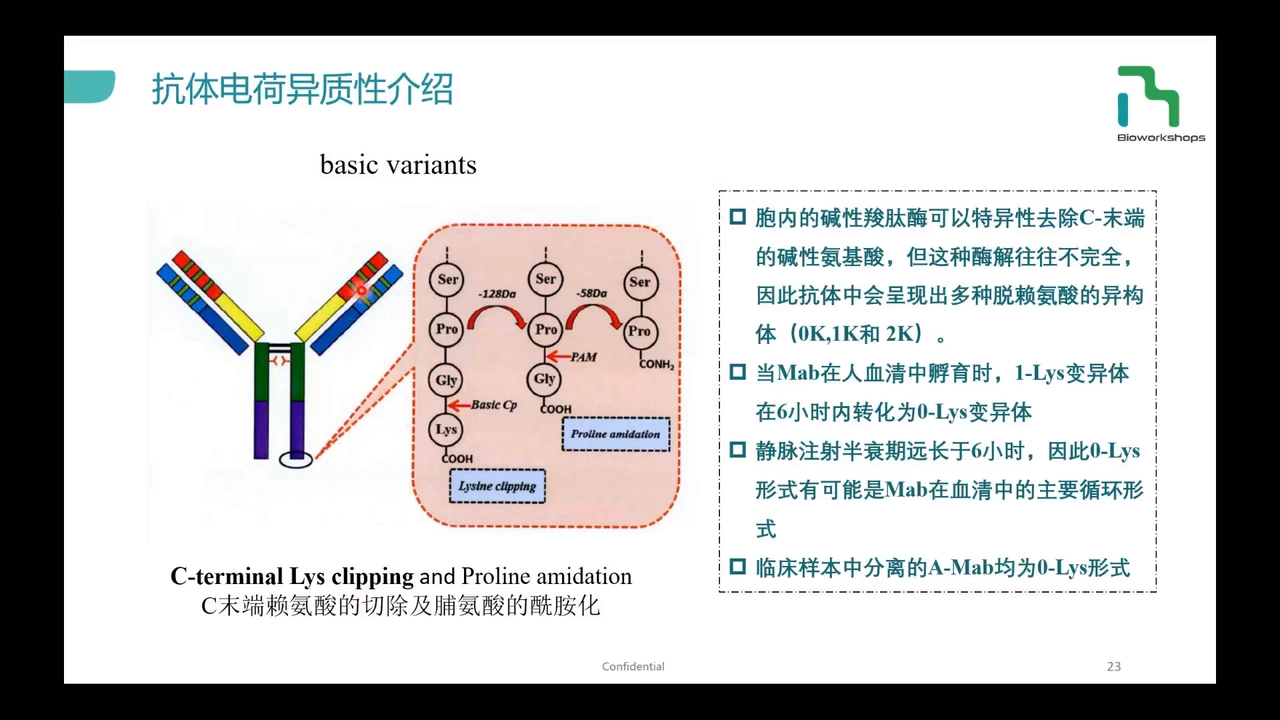 抗体电荷异质性介绍
Bioworkshops
basic variants
Ser
Ser
Ser
-128Da
-58Da
Pro
Pro
Pro
PAM
CONH₂
Gly
Gly
Basic Cp
COOH
Lys
Proline amidation
COOH
Lysine clipping
C-terminal Lys clipping and Proline amidation
C末端赖氨酸的切除及脯氨酸的酰胺化
胞内的碱性羧肽酶可以特异性去除C-末端
的碱性氨基酸，但这种酶解往往不完全，
因此抗体中会呈现出多种脱赖氨酸的异构
体（0K,1K和 2K）。
当Mab在人血清中孵育时，1-Lys变异体
在6小时内转化为0-Lys变异体
静脉注射半衰期远长于6小时，因此0-Lys
形式有可能是Mab在血清中的主要循环形
式
临床样本中分离的A-Mab均为0-Lys形式
Confidential
23